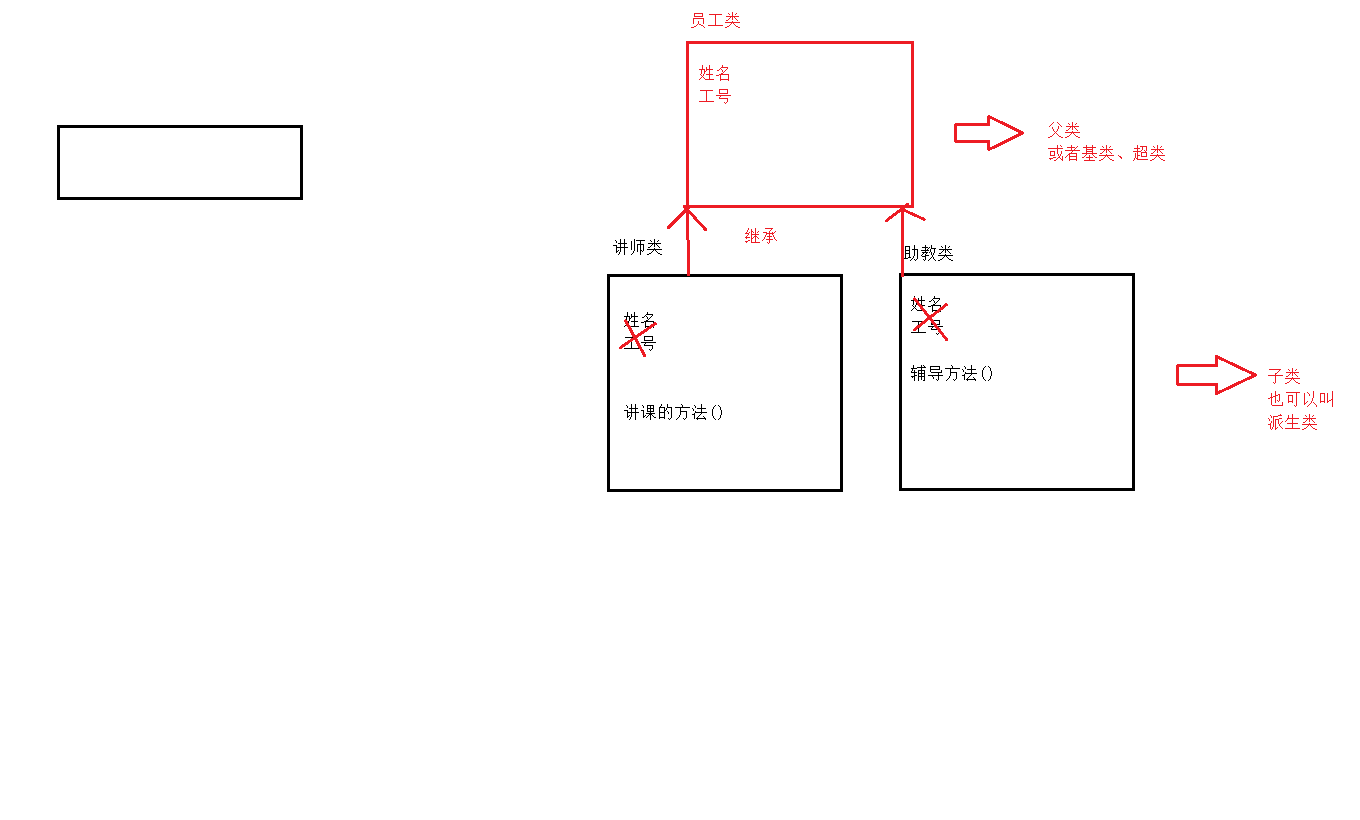 员工类
姓名
工号
父类
或者基类、超类
继承
讲师类
姓名
工号
讲课的方法()
助教类
姓名
工号
辅导方法()
子类
也可以叫
派生类